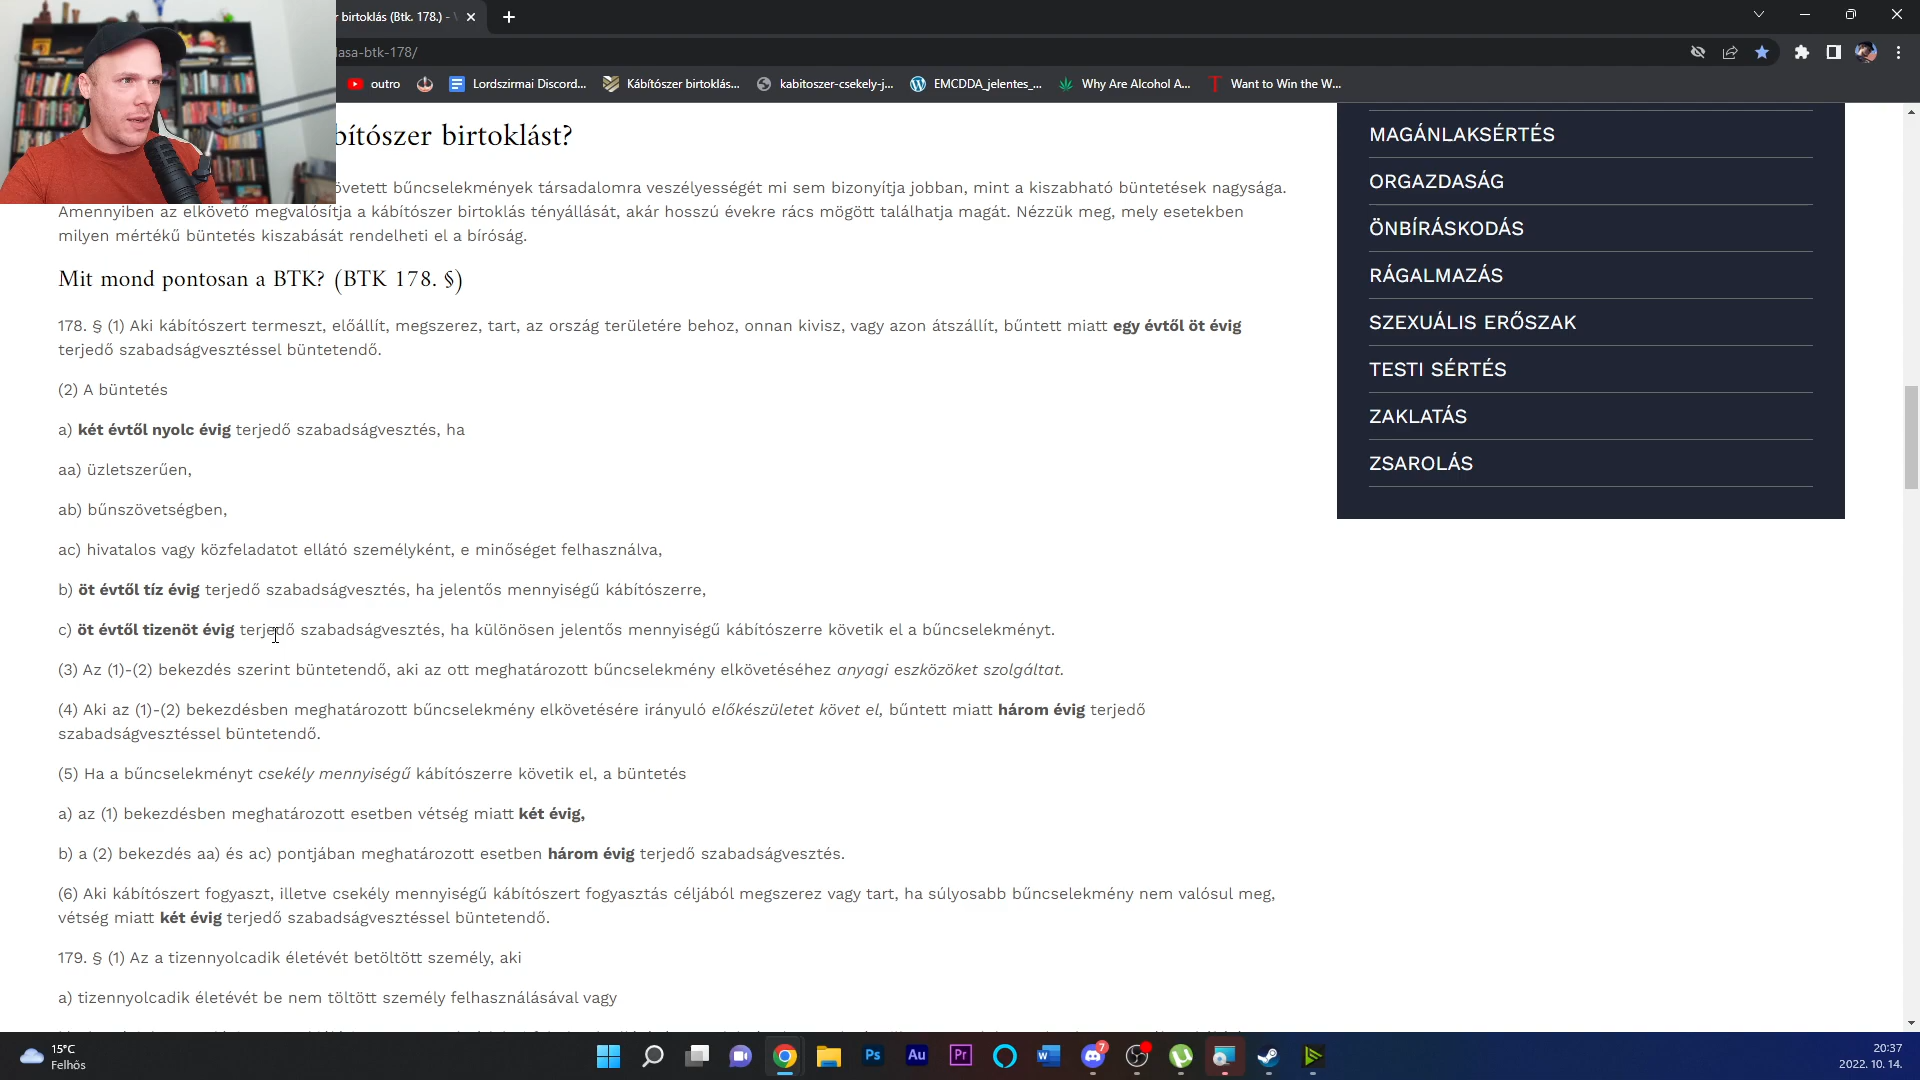 r birtoklás (Btk. 178.) -
lasa-btk-178/
outro
Lordszirmai Discord...
Kábítószer birtoklás...
kabitoszer-csekely-j...
EMCDDA_jelentes_...
Why Are Alcohol A...
Want to Win the W...
bítószer birtoklást?
övetett bűncselekmények társadalomra veszélyességét mi sem bizonyítja jobban, mint a kiszabható büntetések nagysága.
Amennyiben az elkövető megvalósítja a kábítószer birtoklás tényállását, akár hosszú évekre rács mögött találhatja magát. Nézzük meg, mely esetekben
milyen mértékű büntetés kiszabását rendelheti el a bíróság.
Mit mond pontosan a BTK? (BTK 178. §)
178. § (1) Aki kábítószert termeszt, előállít, megszerez, tart, az ország területére behoz, onnan kivisz, vagy azon átszállít, bűntett miatt egy évtől öt évig
terjedő szabadságvesztéssel büntetendő.
(2) A büntetés
a) két évtől nyolc évig terjedő szabadságvesztés, ha
aa) üzletszerűen,
ab) bűnszövetségben,
ac) hivatalos vagy közfeladatot ellátó személyként, e minőséget felhasználva,
b) öt évtől tíz évig terjedő szabadságvesztés, ha jelentős mennyiségű kábítószerre,
c) öt évtől tizenöt évig terjedő szabadságvesztés, ha különösen jelentős mennyiségű kábítószerre követik el a bűncselekményt.
(3) Az (1)-(2) bekezdés szerint büntetendő, aki az ott meghatározott bűncselekmény elkövetéséhez anyagi eszközöket szolgáltat.
(4) Aki az (1)-(2) bekezdésben meghatározott bűncselekmény elkövetésére irányuló előkészületet követ el, bűntett miatt három évig terjedő
szabadságvesztéssel büntetendő.
(5) Ha a bűncselekményt csekély mennyiségű kábítószerre követik el, a büntetés
a) az (1) bekezdésben meghatározott esetben vétség miatt két évig,
b) a (2) bekezdés aa) és ac) pontjában meghatározott esetben három évig terjedő szabadságvesztés.
(6) Aki kábítószert fogyaszt, illetve csekély mennyiségű kábítószert fogyasztás céljából megszerez vagy tart, ha súlyosabb bűncselekmény nem valósul meg,
vétség miatt két évig terjedő szabadságvesztéssel büntetendő.
179. § (1) Az a tizennyolcadik életévét betöltött személy, aki
a) tizennyolcadik életévét be nem töltött személy felhasználásával vagy
MAGÁNLAKSÉRTÉS
ORGAZDASÁG
ÖNBÍRÁSKODÁS
RÁGALMAZÁS
SZEXUÁLIS ERŐSZAK
TESTI SÉRTÉS
ZAKLATÁS
ZSAROLÁS
15°C
Felhős
Ps
Au
Pr
7
20:37
2022. 10. 14.